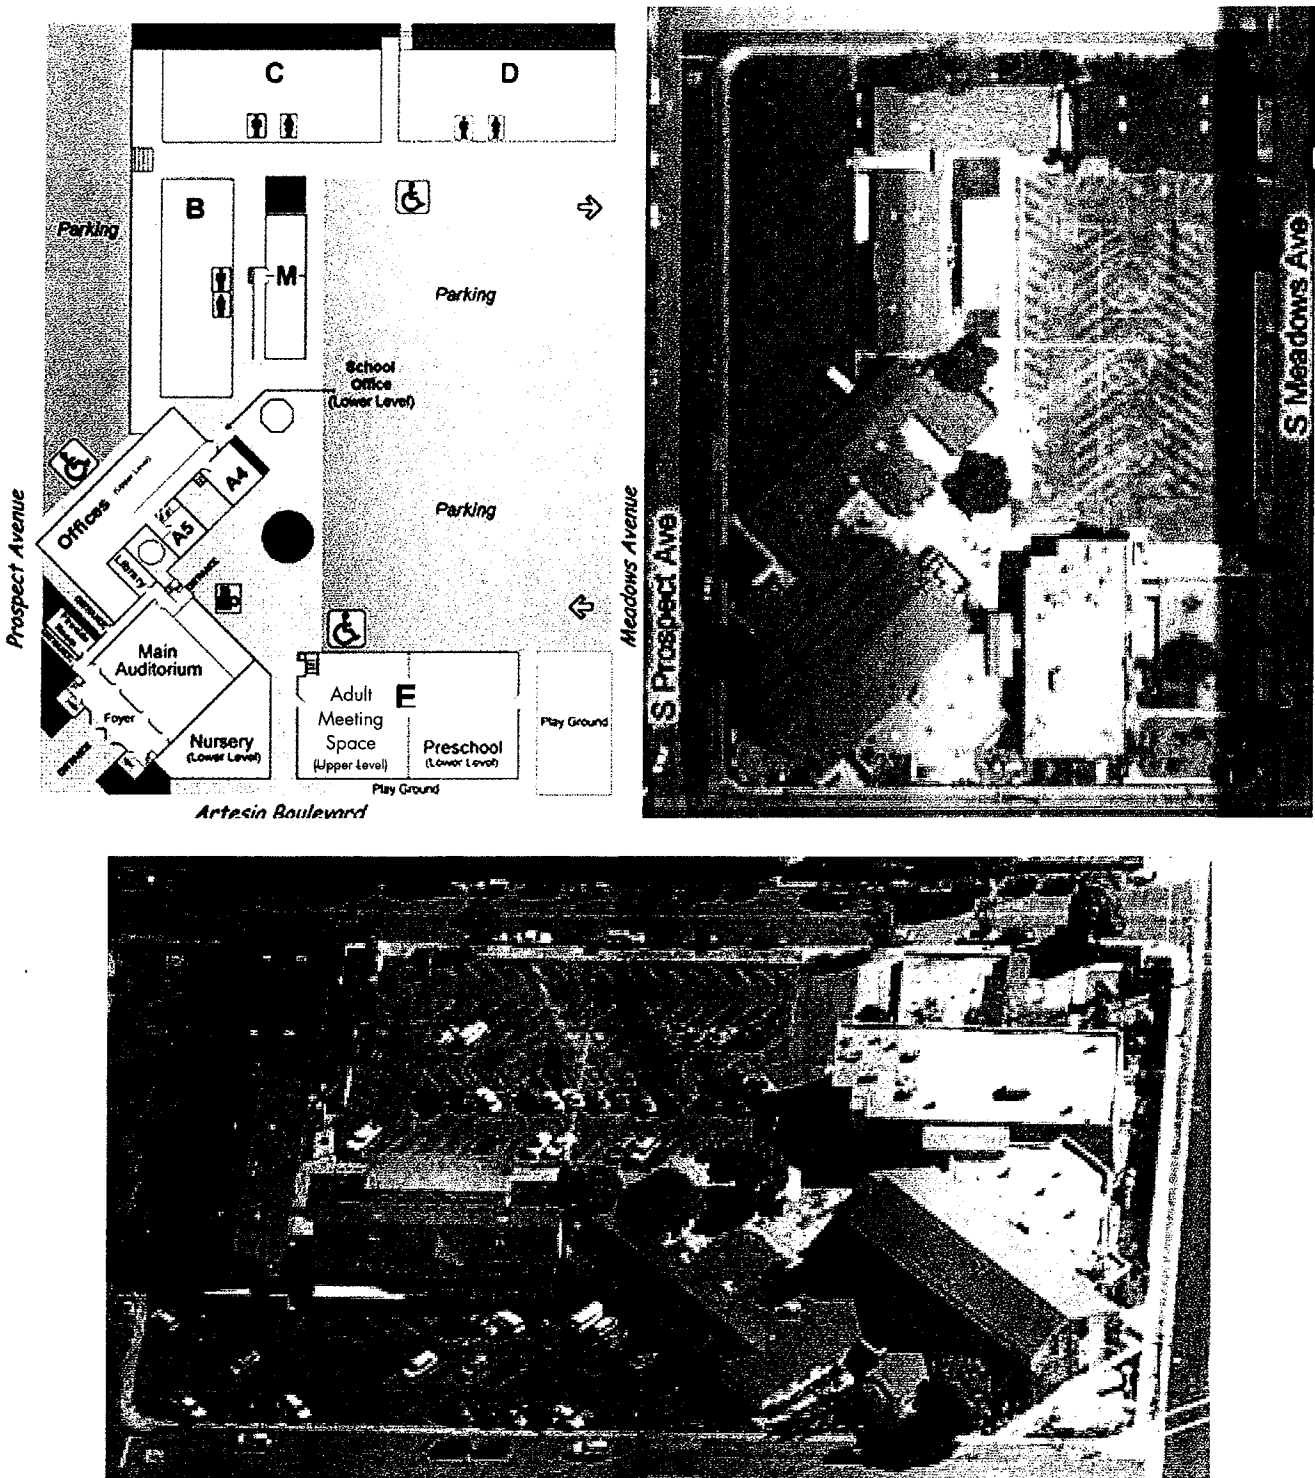 C
D
B
M
Parking
Parking
School
Office
(Lower Level)
Parking
Offices
(Upper Level)
A4
A5
Library
ENTRANCE
Prospect Avenue
Meadows Avenue
Main
Auditorium
Foyer
ENTRANCE
Nursery
(Lower Level)
Adult
Meeting
Space
(Upper Level)
E
Preschool
(Lower Level)
Play Ground
Play Ground
Artesia Boulevard
S Prospect Ave
S Meadows Ave